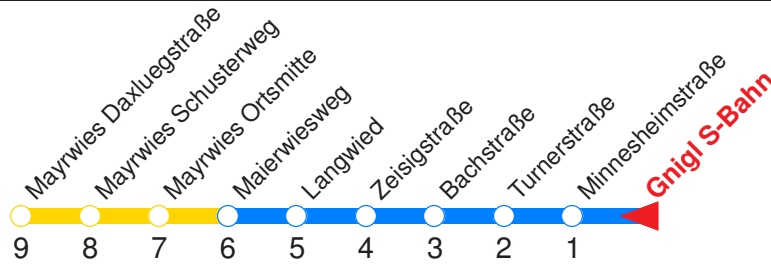 Mayrwies Daxluegstraße
Mayrwies Schusterweg
Mayrwies Ortsmitte
Maierwiesweg
Langwied
Zeisigstraße
Bachstraße
Turnerstraße
Minnesheimstraße
Gnigl S-Bahn
9 8 7 6 5 4 3 2 1